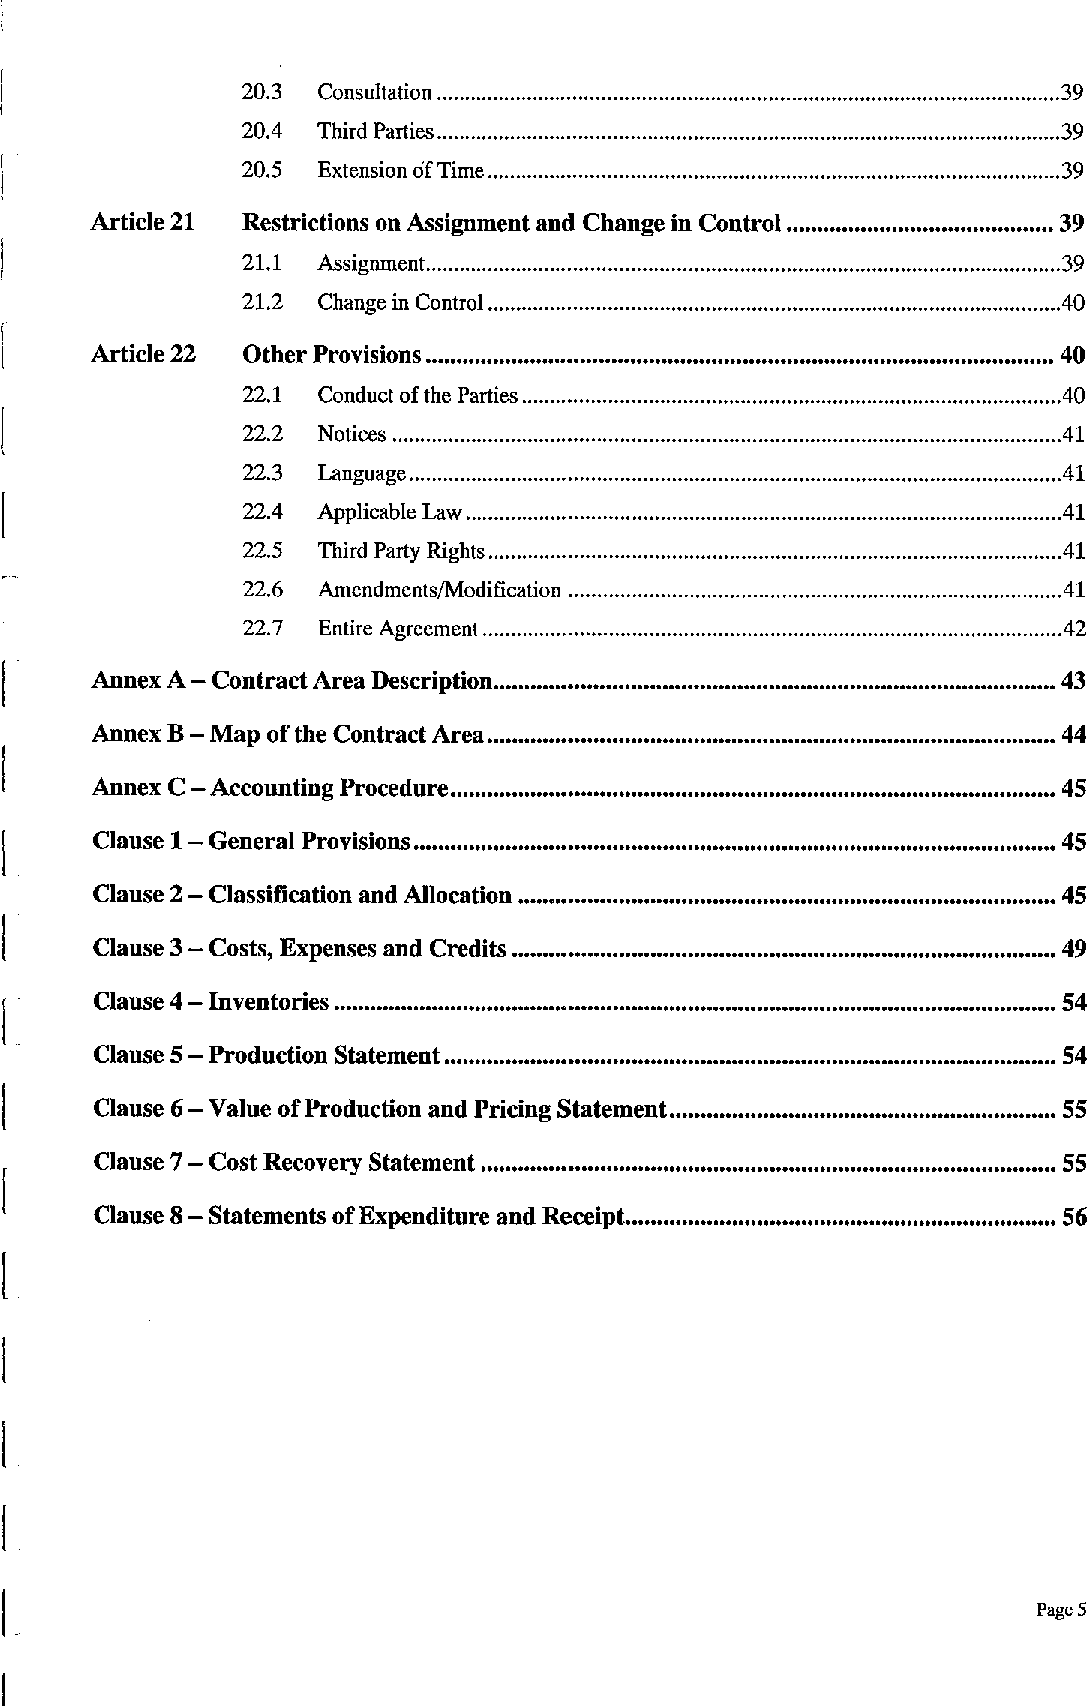 20.3 Consultation ........ 39
20.4 Third Parties ........ 39
20.5 Extension of Time ........ 39
Article 21 Restrictions on Assignment and Change in Control ........ 39
21.1 Assignment ........ 39
21.2 Change in Control ........ 40
Article 22 Other Provisions ........ 40
22.1 Conduct of the Parties ........ 40
22.2 Notices ........ 41
22.3 Language ........ 41
22.4 Applicable Law ........ 41
22.5 Third Party Rights ........ 41
22.6 Amendments/Modification ........ 41
22.7 Entire Agreement ........ 42
Annex A – Contract Area Description ........ 43
Annex B – Map of the Contract Area ........ 44
Annex C – Accounting Procedure ........ 45
Clause 1 – General Provisions ........ 45
Clause 2 – Classification and Allocation ........ 45
Clause 3 – Costs, Expenses and Credits ........ 49
Clause 4 – Inventories ........ 54
Clause 5 – Production Statement ........ 54
Clause 6 – Value of Production and Pricing Statement ........ 55
Clause 7 – Cost Recovery Statement ........ 55
Clause 8 – Statements of Expenditure and Receipt ........ 56
Page 5